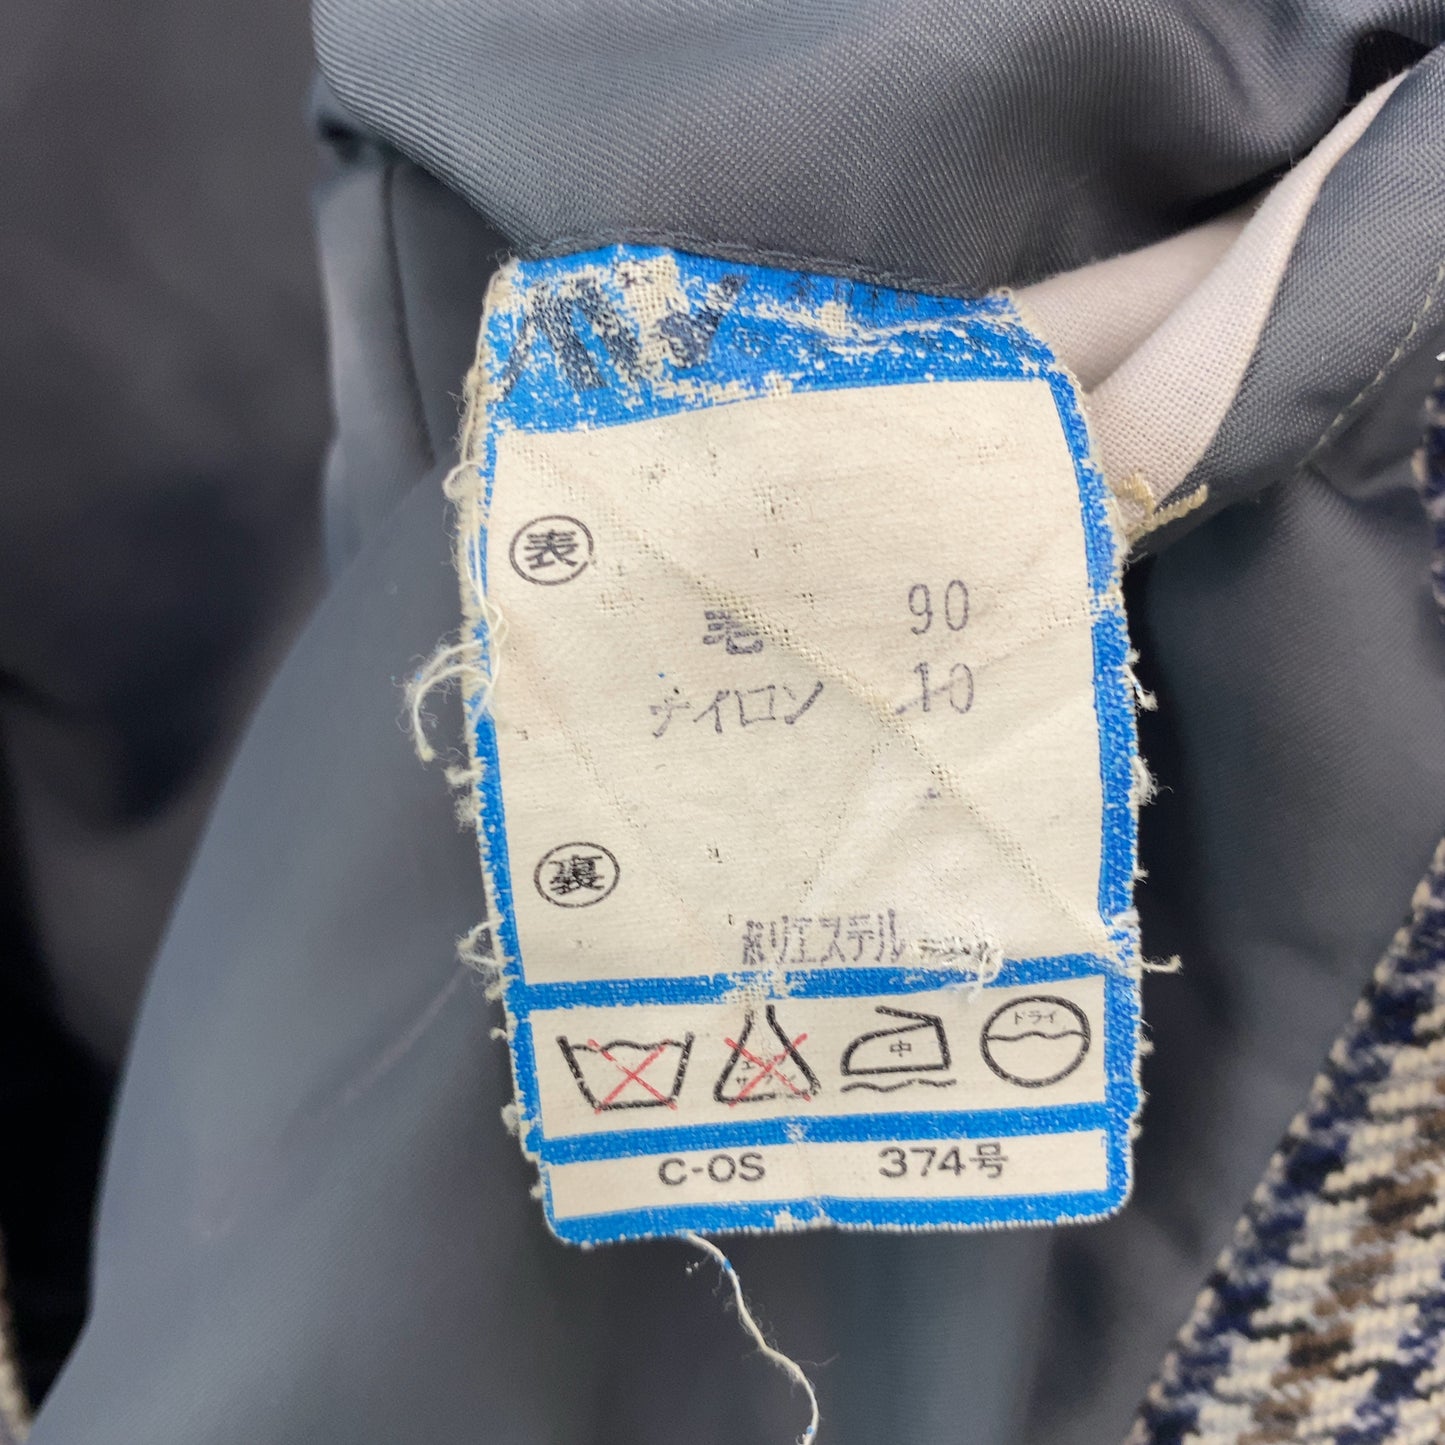 表
毛 90
ナイロン 10
裏
ポリエステル
中
ドライ
C-OS 374号